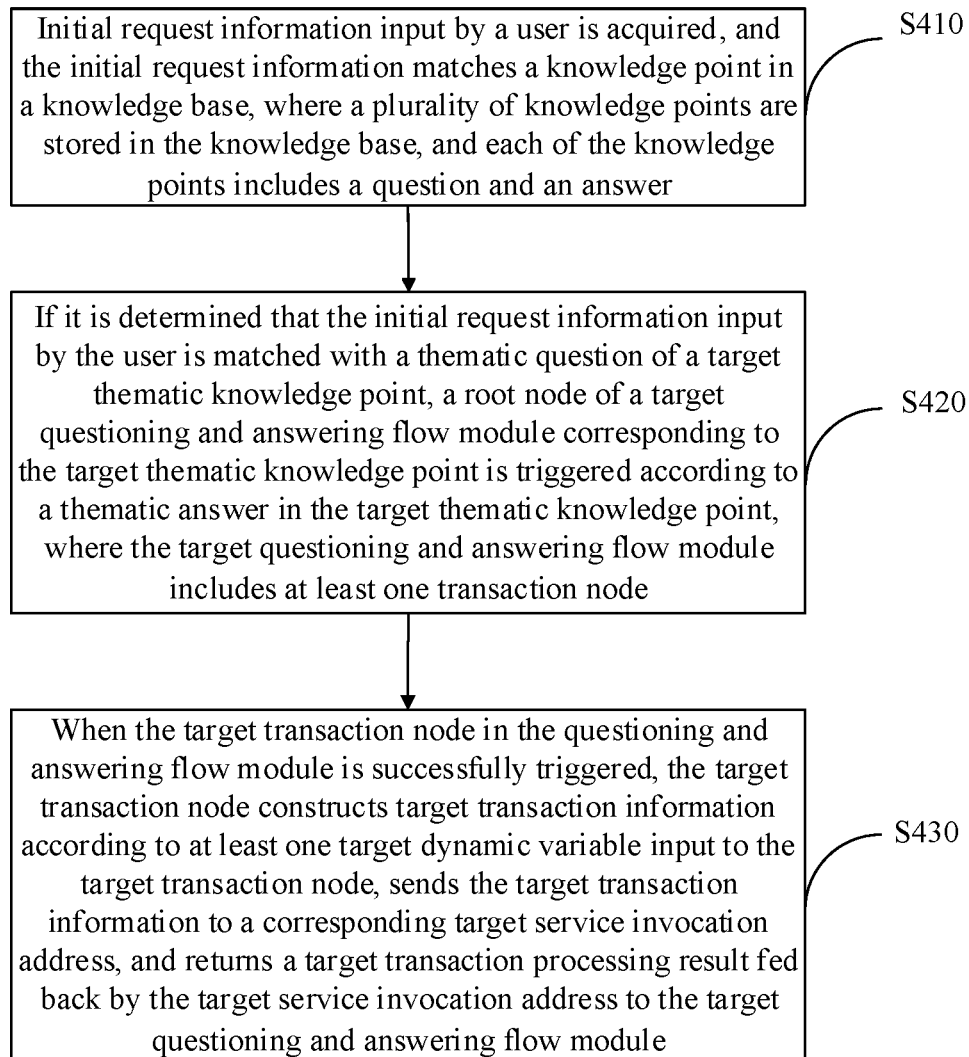 Initial request information input by a user is acquired, and
the initial request information matches a knowledge point in
a knowledge base, where a plurality of knowledge points are
stored in the knowledge base, and each of the knowledge
points includes a question and an answer
S410
If it is determined that the initial request information input
by the user is matched with a thematic question of a target
thematic knowledge point, a root node of a target
questioning and answering flow module corresponding to
the target thematic knowledge point is triggered according to
a thematic answer in the target thematic knowledge point,
where the target questioning and answering flow module
includes at least one transaction node
S420
When the target transaction node in the questioning and
answering flow module is successfully triggered, the target
transaction node constructs target transaction information
according to at least one target dynamic variable input to the
target transaction node, sends the target transaction
information to a corresponding target service invocation
address, and returns a target transaction processing result fed
back by the target service invocation address to the target
questioning and answering flow module
S430